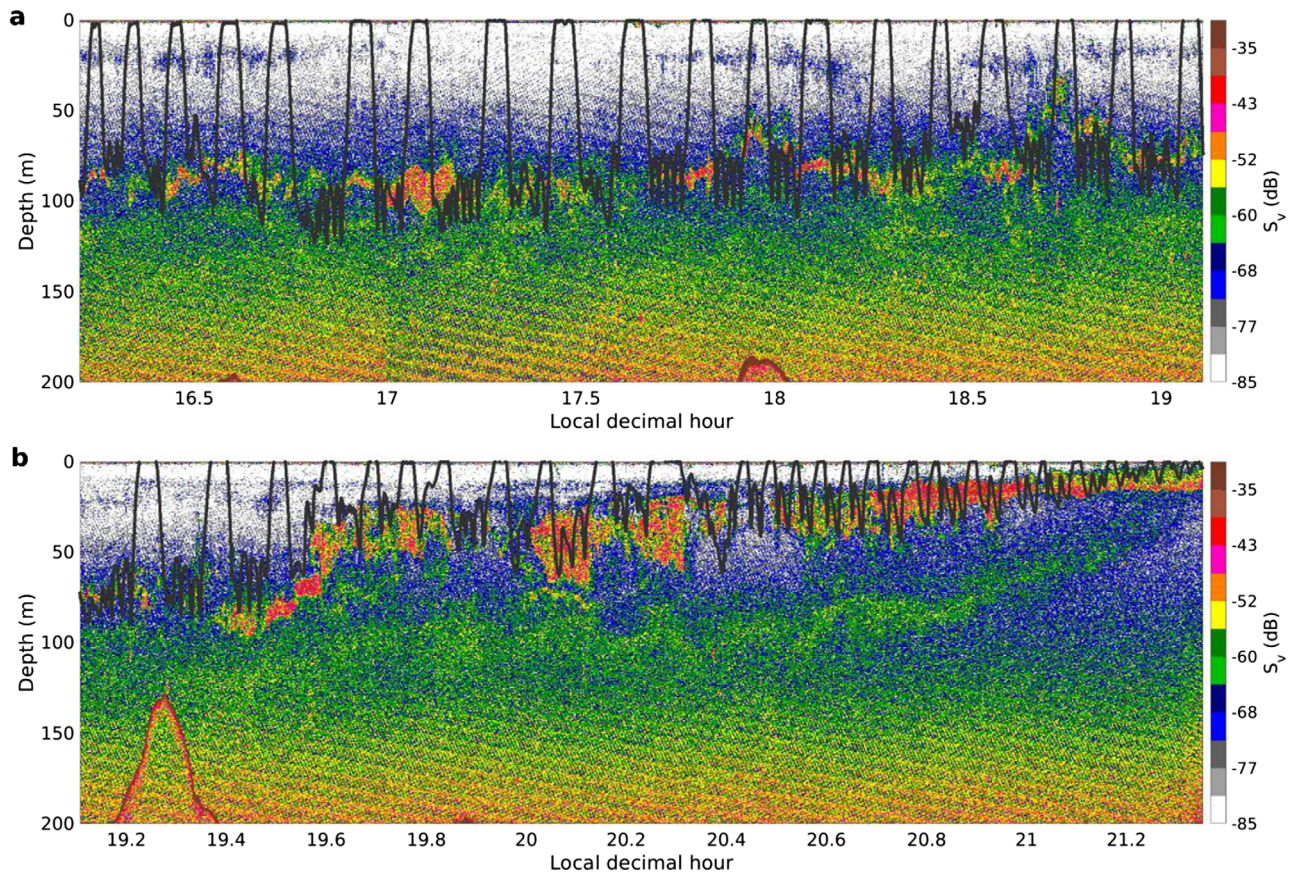 a
0
50
100
150
200
Depth (m)
16.5 17 17.5 18 18.5 19
Local decimal hour
-35
-43
-52
-60
-68
-77
-85
Sv (dB)
b
0
50
100
150
200
Depth (m)
19.2 19.4 19.6 19.8 20 20.2 20.4 20.6 20.8 21 21.2
Local decimal hour
-35
-43
-52
-60
-68
-77
-85
Sv (dB)